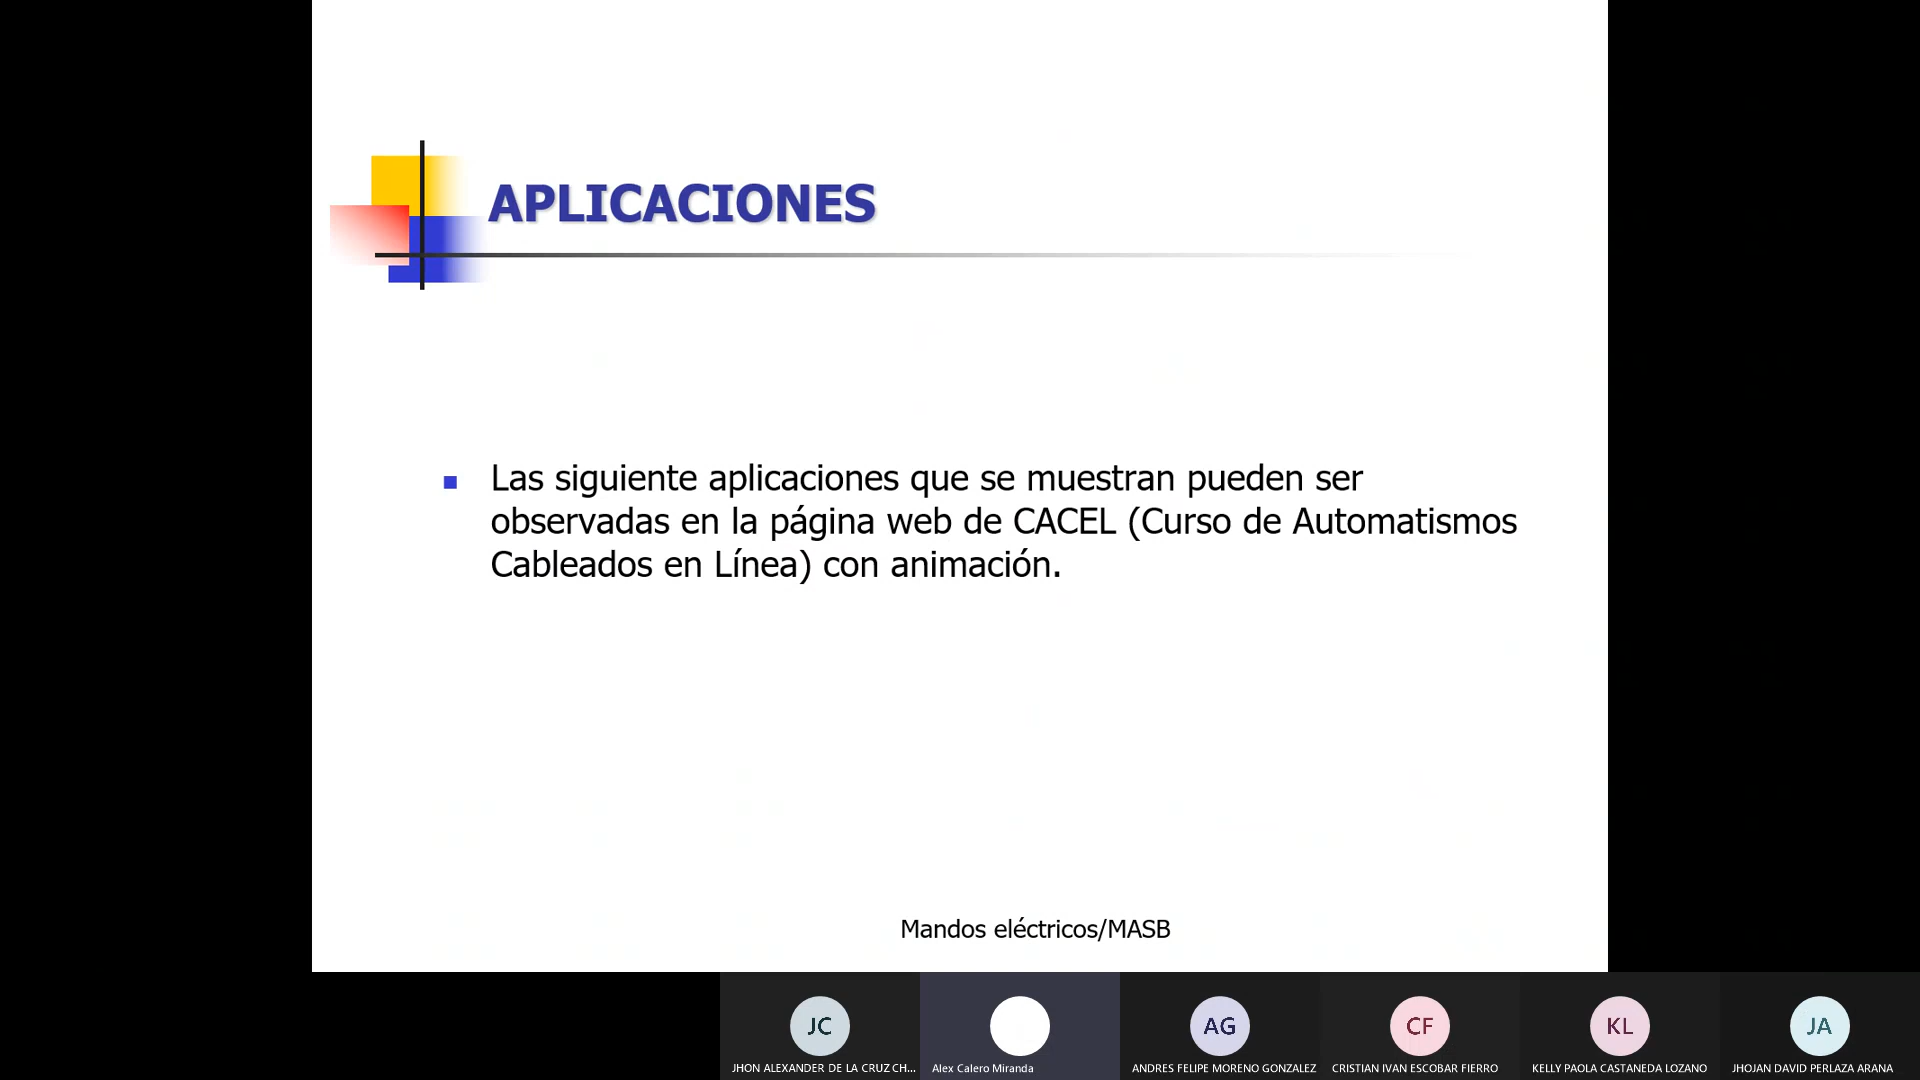 APLICACIONES
Las siguiente aplicaciones que se muestran pueden ser
observadas en la página web de CACEL (Curso de Automatismos
Cableados en Línea) con animación.
Mandos eléctricos/MASB
JC
AG
CF
KL
JA
JHON ALEXANDER DE LA CRUZ CH...
Alex Calero Miranda
ANDRES FELIPE MORENO GONZALEZ
CRISTIAN IVAN ESCOBAR FIERRO
KELLY PAOLA CASTANEDA LOZANO
JHOJAN DAVID PERLAZA ARANA